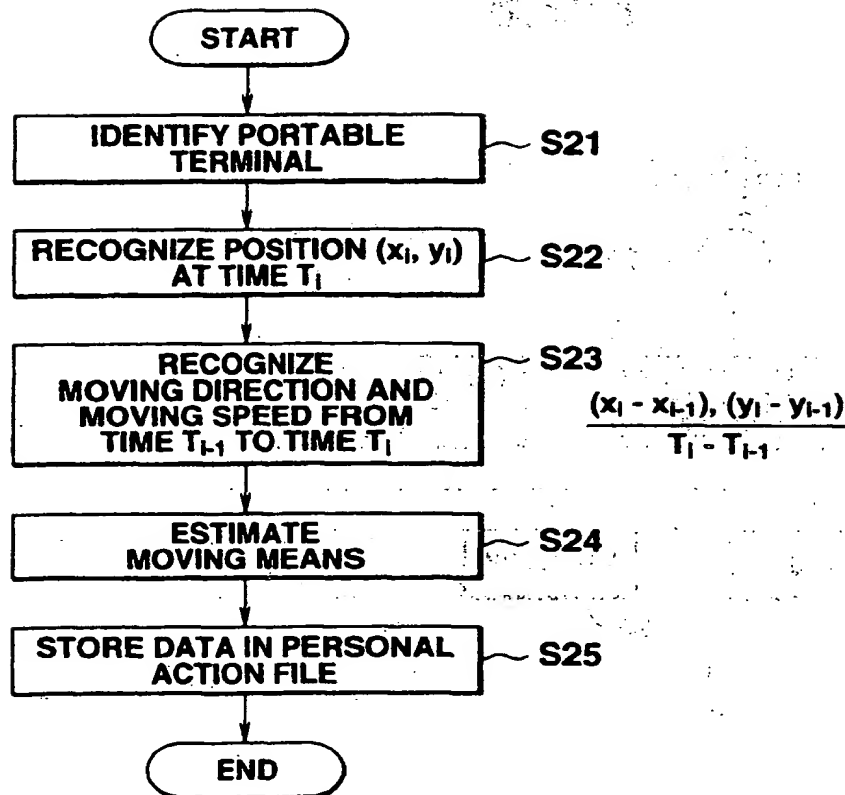 START
IDENTIFY PORTABLE
TERMINAL
S21
RECOGNIZE POSITION (xᵢ, yᵢ)
AT TIME Tᵢ
S22
RECOGNIZE
MOVING DIRECTION AND
MOVING SPEED FROM
TIME Tᵢ₋₁ TO TIME Tᵢ
S23
(xᵢ - xᵢ₋₁), (yᵢ - yᵢ₋₁)
Tᵢ - Tᵢ₋₁
ESTIMATE
MOVING MEANS
S24
STORE DATA IN PERSONAL
ACTION FILE
S25
END